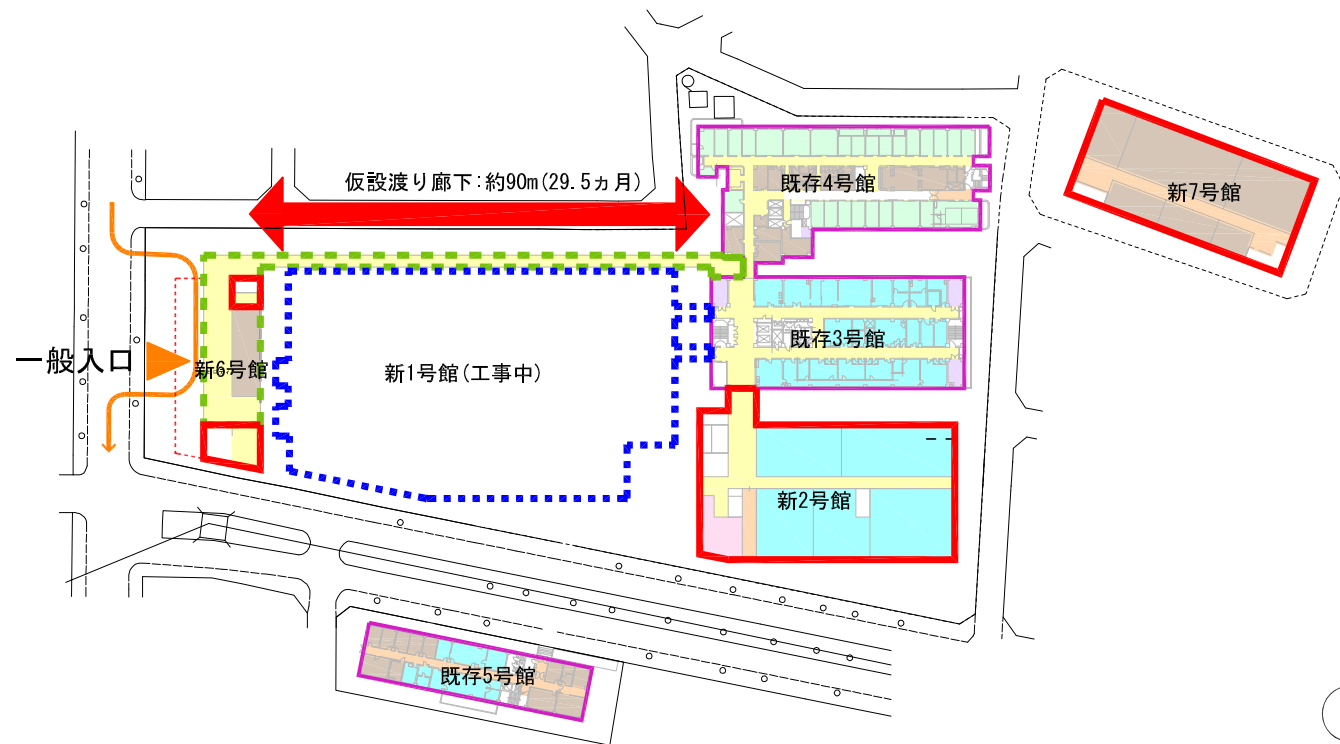 仮設渡り廊下:約90m(29.5ヵ月)
既存4号館
新7号館
既存3号館
一般入口
新6号館
新1号館(工事中)
新2号館
既存5号館